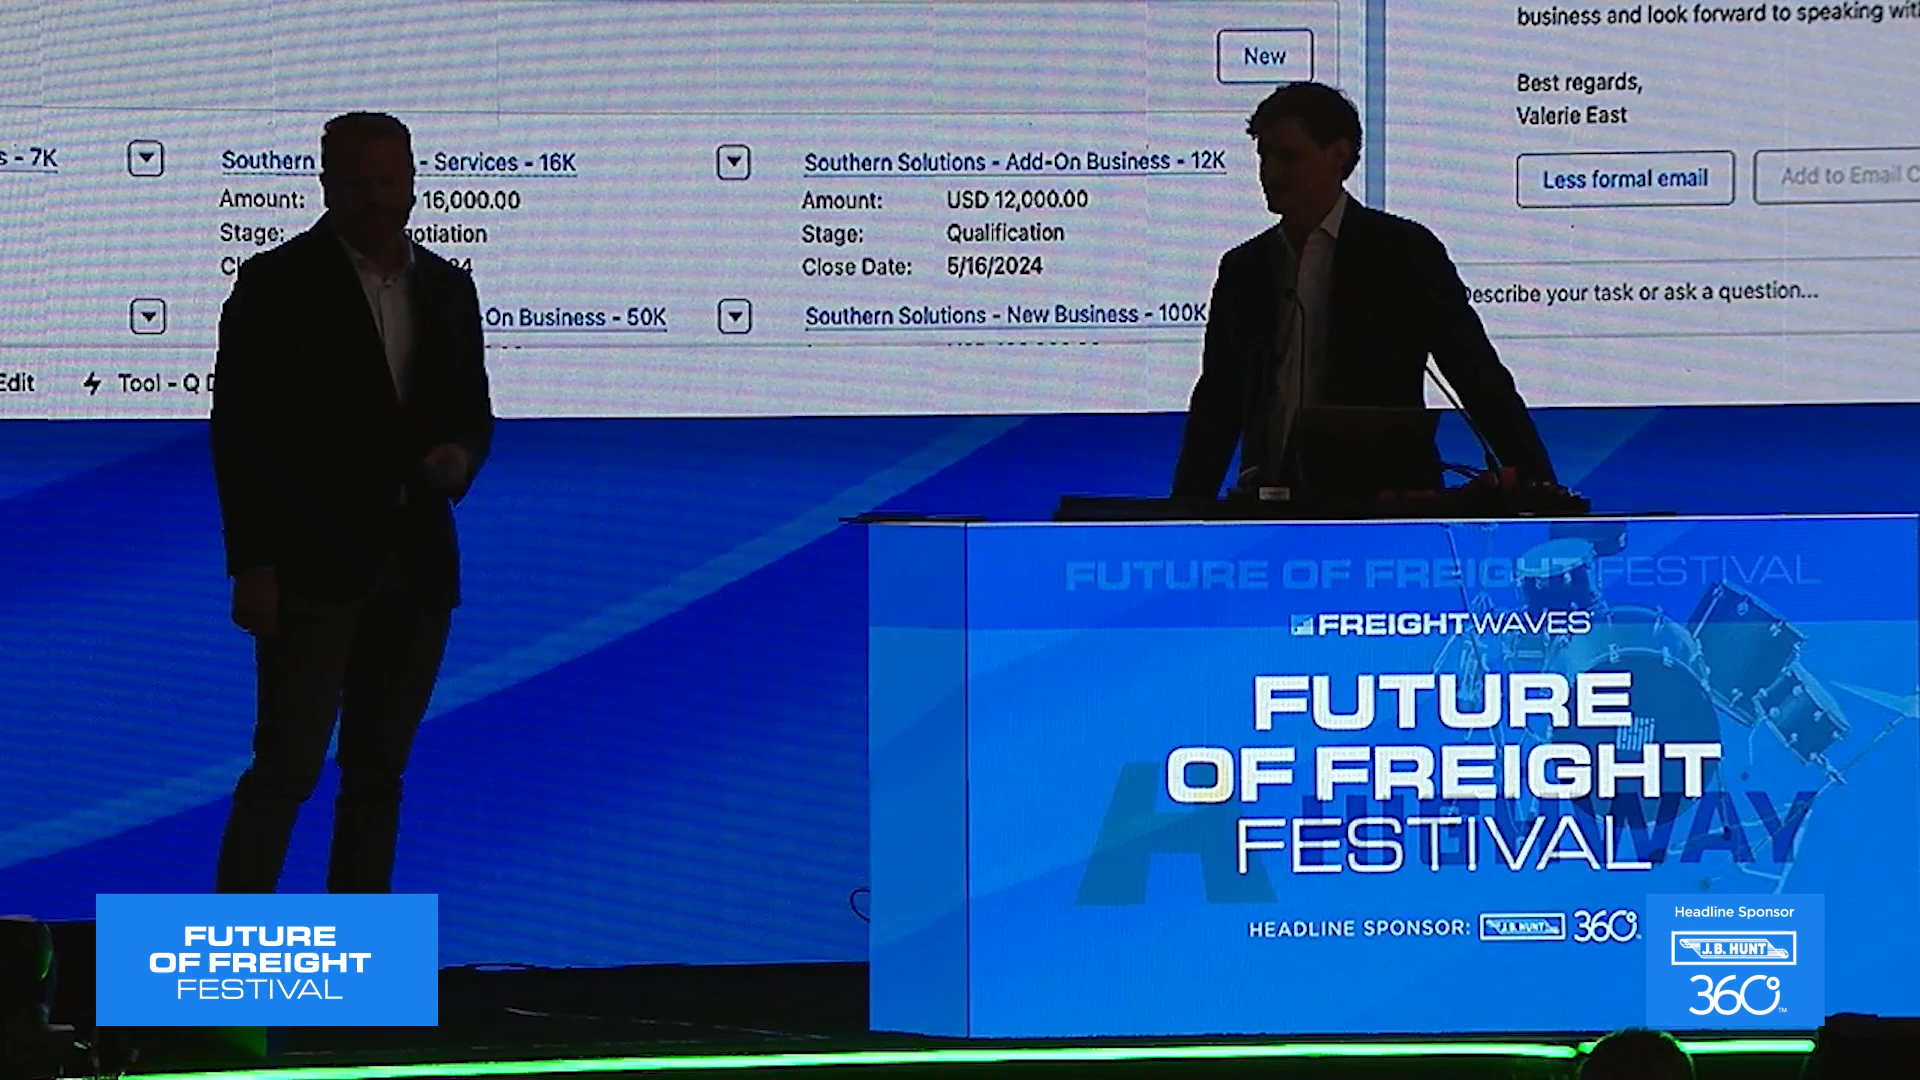 New
business and look forward to speaking
Best regards,
Valerie East
Less formal email
Add to Email
Describe your task or ask a question...
- 7K
Southern - Services - 16K
Amount: 16,000.00
Stage:
On Business - 50K
Southern Solutions - Add-On Business - 12K
Amount: USD 12,000.00
Stage: Qualification
Close Date: 5/16/2024
Southern Solutions - New Business - 100K
Edit
Tool - Q
FUTURE OF FREIGHT FESTIVAL
FREIGHTWAVES
FUTURE
OF FREIGHT
FESTIVAL
HIGHWAY
HEADLINE SPONSOR: J.B. HUNT 360°
FUTURE
OF FREIGHT
FESTIVAL
Headline Sponsor
J.B. HUNT
360°